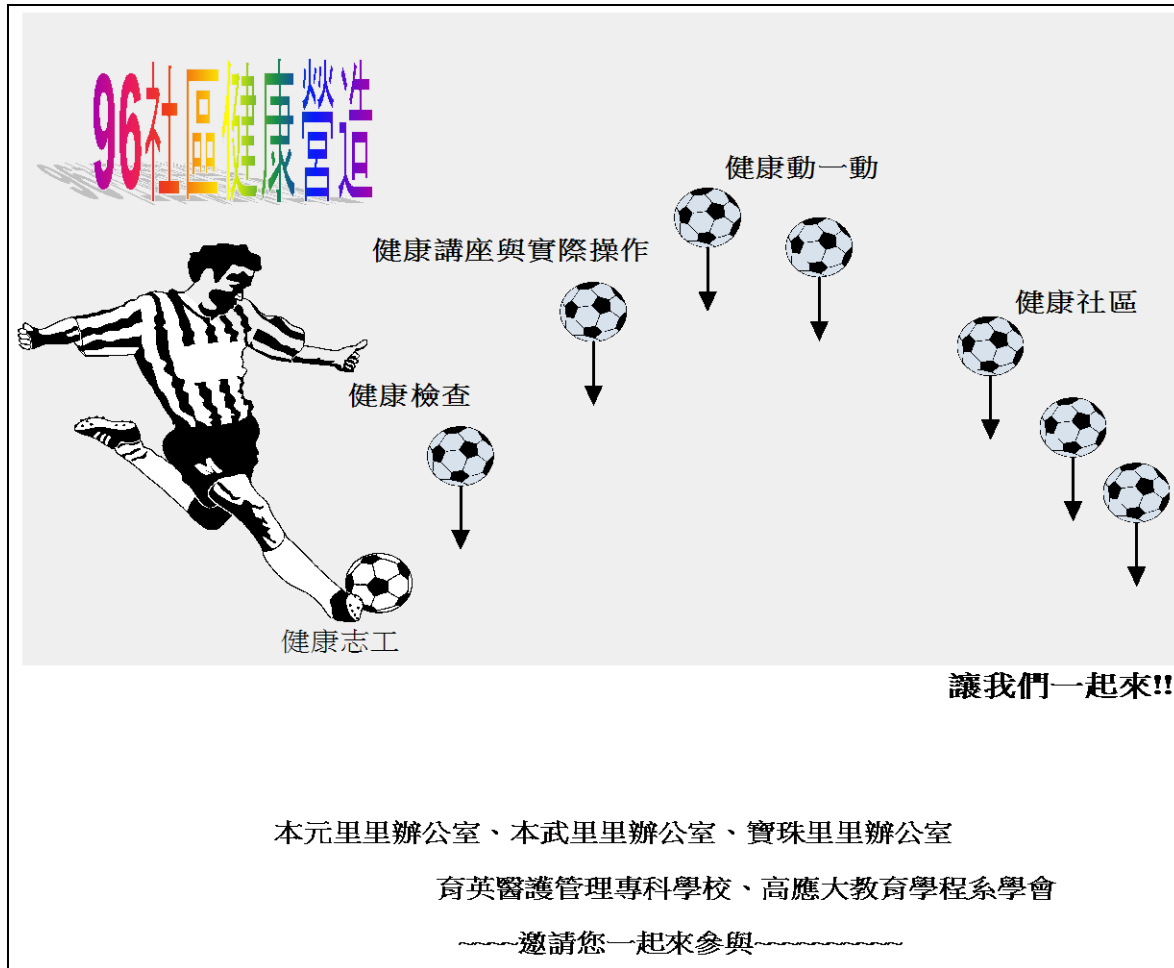 96社區健康營造
健康動一動
健康講座與實際操作
健康社區
健康檢查
健康志工
讓我們一起來!!
本元里里辦公室、本武里里辦公室、寶珠里里辦公室
育英醫護管理專科學校、高應大教育學程系學會
~~~~邀請您一起來參與~~~~~~~~~~